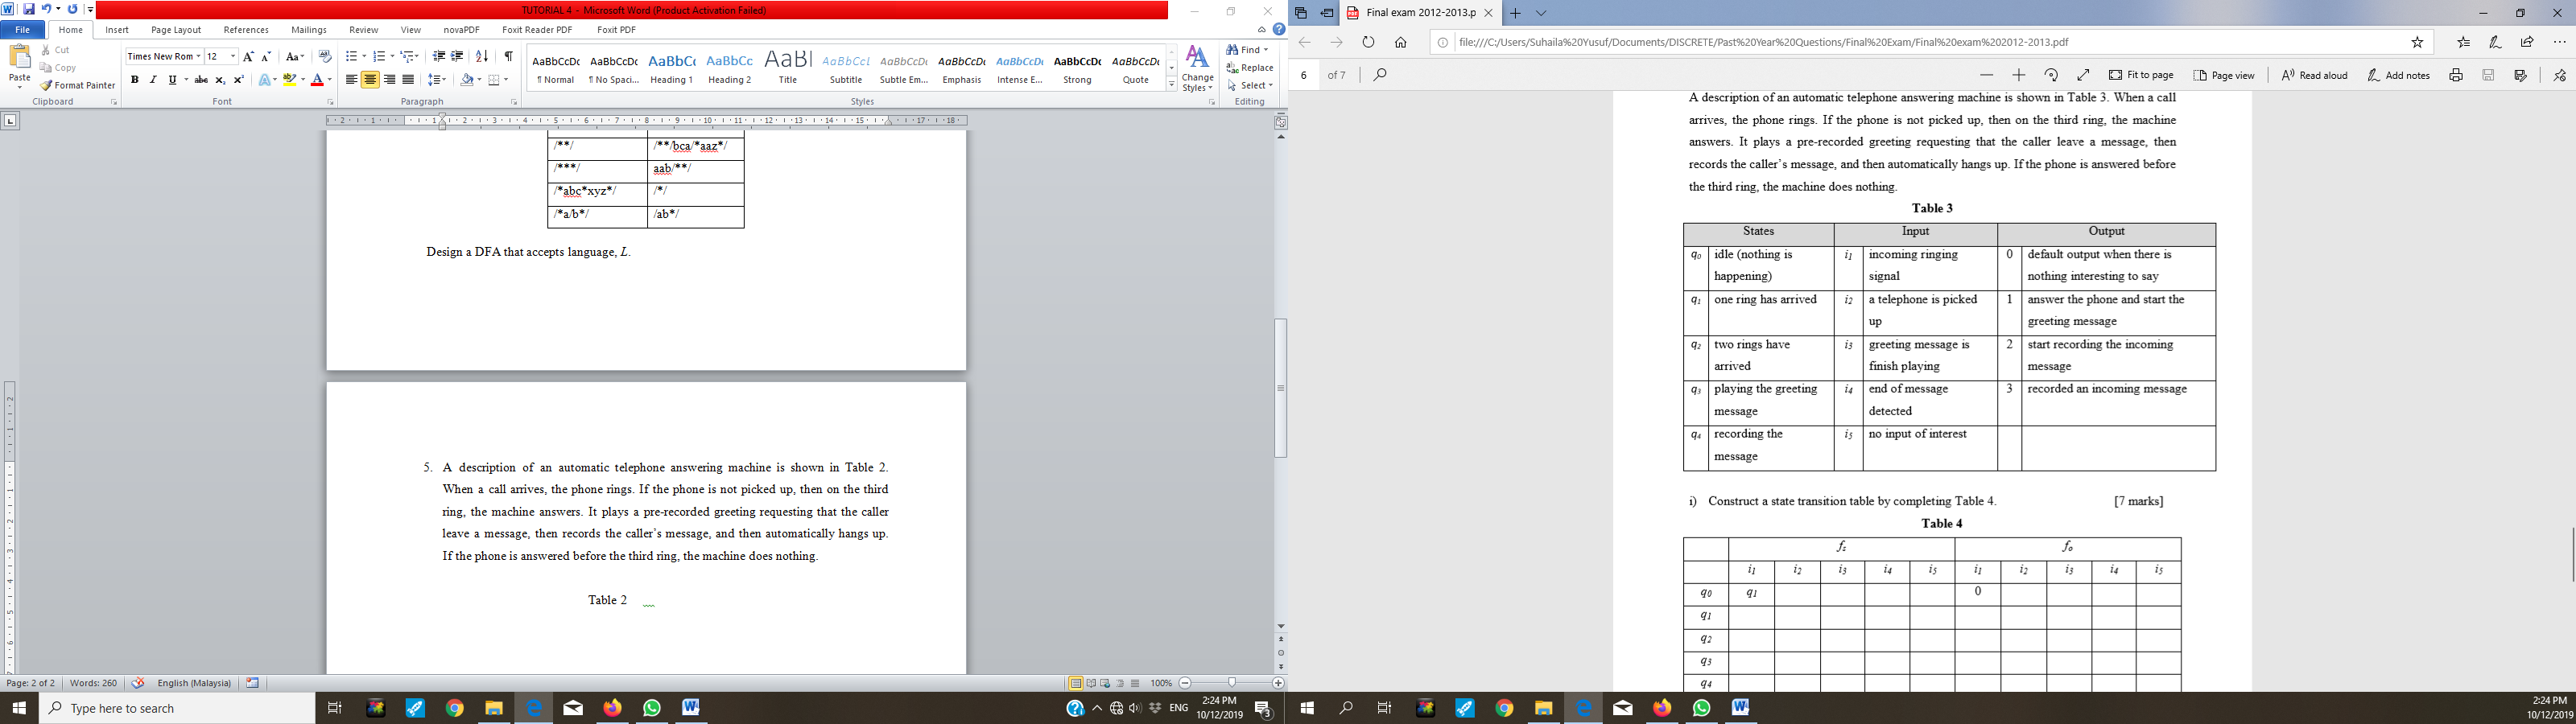 TUTORIAL 4 - Microsoft Word (Product Activation Failed)
File Home Insert Page Layout References Mailings Review View novaPDF Foxit Reader PDF Foxit PDF
Paste
Cut
Copy
Format Painter
Clipboard
Times New Rom 12
Font
Paragraph
AaBbCcDc AaBbCcDc AaBbC( AaBbCc AaBl AaBbCcL AaBbCcDc AaBbCcDc AaBbCcDc AaBbCcDc AaBbCcDc
¶ Normal ¶ No Spaci... Heading 1 Heading 2 Title Subtitle Subtle Em... Emphasis Intense E... Strong Quote
Styles
Change Styles
Find
Replace
Select
Editing
/**/ /**/bca/*aaz*/
/***/ aab/**/
/*abc*xyz*/ /*/
/*a/b*/ /ab*/
Design a DFA that accepts language, L.
5. A description of an automatic telephone answering machine is shown in Table 2.
When a call arrives, the phone rings. If the phone is not picked up, then on the third
ring, the machine answers. It plays a pre-recorded greeting requesting that the caller
leave a message, then records the caller's message, and then automatically hangs up.
If the phone is answered before the third ring, the machine does nothing.
Table 2
Page: 2 of 2 Words: 260 English (Malaysia) 100%
Type here to search
ENG
2:24 PM
10/12/2019
3
Final exam 2012-2013.p
file:///C:/Users/Suhaila%20Yusuf/Documents/DISCRETE/Past%20Year%20Questions/Final%20Exam/Final%20exam%202012-2013.pdf
6 of 7 Fit to page Page view Read aloud Add notes
A description of an automatic telephone answering machine is shown in Table 3. When a call
arrives, the phone rings. If the phone is not picked up, then on the third ring, the machine
answers. It plays a pre-recorded greeting requesting that the caller leave a message, then
records the caller's message, and then automatically hangs up. If the phone is answered before
the third ring, the machine does nothing.
Table 3
States Input Output
q0 idle (nothing is happening) i1 incoming ringing signal 0 default output when there is nothing interesting to say
q1 one ring has arrived i2 a telephone is picked up 1 answer the phone and start the greeting message
q2 two rings have arrived i3 greeting message is finish playing 2 start recording the incoming message
q3 playing the greeting message i4 end of message detected 3 recorded an incoming message
q4 recording the message i5 no input of interest
i) Construct a state transition table by completing Table 4. [7 marks]
Table 4
fs fo
i1 i2 i3 i4 i5 i1 i2 i3 i4 i5
q0 q1 0
q1
q2
q3
q4
2:24 PM
10/12/2019